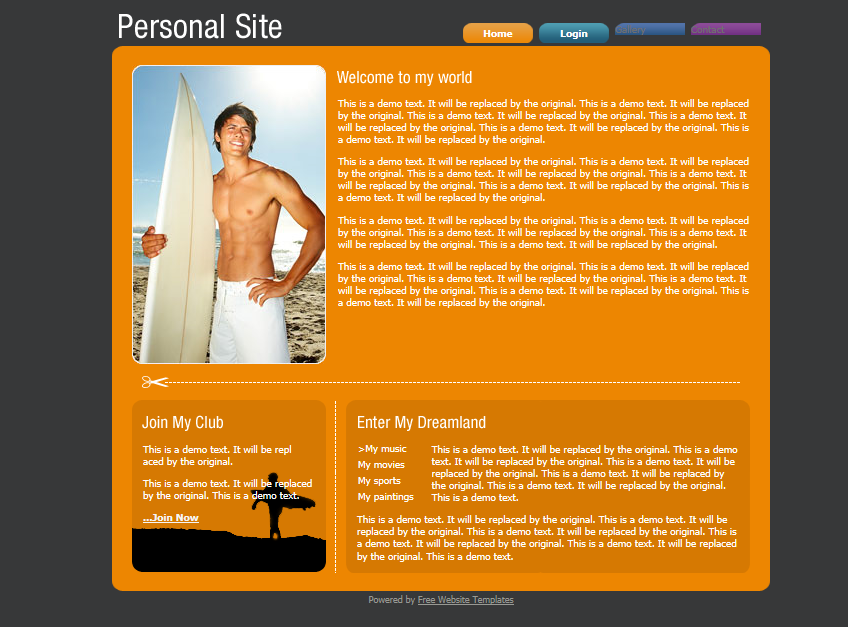 Personal Site
Home Login Gallery Contact
Welcome to my world
This is a demo text. It will be replaced by the original. This is a demo text. It will be replaced
by the original. This is a demo text. It will be replaced by the original. This is a demo text. It
will be replaced by the original. This is a demo text. It will be replaced by the original. This is
a demo text. It will be replaced by the original.
This is a demo text. It will be replaced by the original. This is a demo text. It will be replaced
by the original. This is a demo text. It will be replaced by the original. This is a demo text. It
will be replaced by the original. This is a demo text. It will be replaced by the original. This is
a demo text. It will be replaced by the original.
This is a demo text. It will be replaced by the original. This is a demo text. It will be replaced
by the original. This is a demo text. It will be replaced by the original. This is a demo text. It
will be replaced by the original. This is a demo text. It will be replaced by the original.
This is a demo text. It will be replaced by the original. This is a demo text. It will be replaced
by the original. This is a demo text. It will be replaced by the original. This is a demo text. It
will be replaced by the original. This is a demo text. It will be replaced by the original. This is
a demo text. It will be replaced by the original.
Join My Club
This is a demo text. It will be repl
aced by the original.
This is a demo text. It will be replaced
by the original. This is a demo text.
...Join Now
Enter My Dreamland
>My music
My movies
My sports
My paintings
This is a demo text. It will be replaced by the original. This is a demo
text. It will be replaced by the original. This is a demo text. It will be
replaced by the original. This is a demo text. It will be replaced by
the original. This is a demo text. It will be replaced by the original.
This is a demo text.
This is a demo text. It will be replaced by the original. This is a demo text. It will be
replaced by the original. This is a demo text. It will be replaced by the original. This is
a demo text. It will be replaced by the original. This is a demo text. It will be replaced
by the original. This is a demo text.
Powered by Free Website Templates